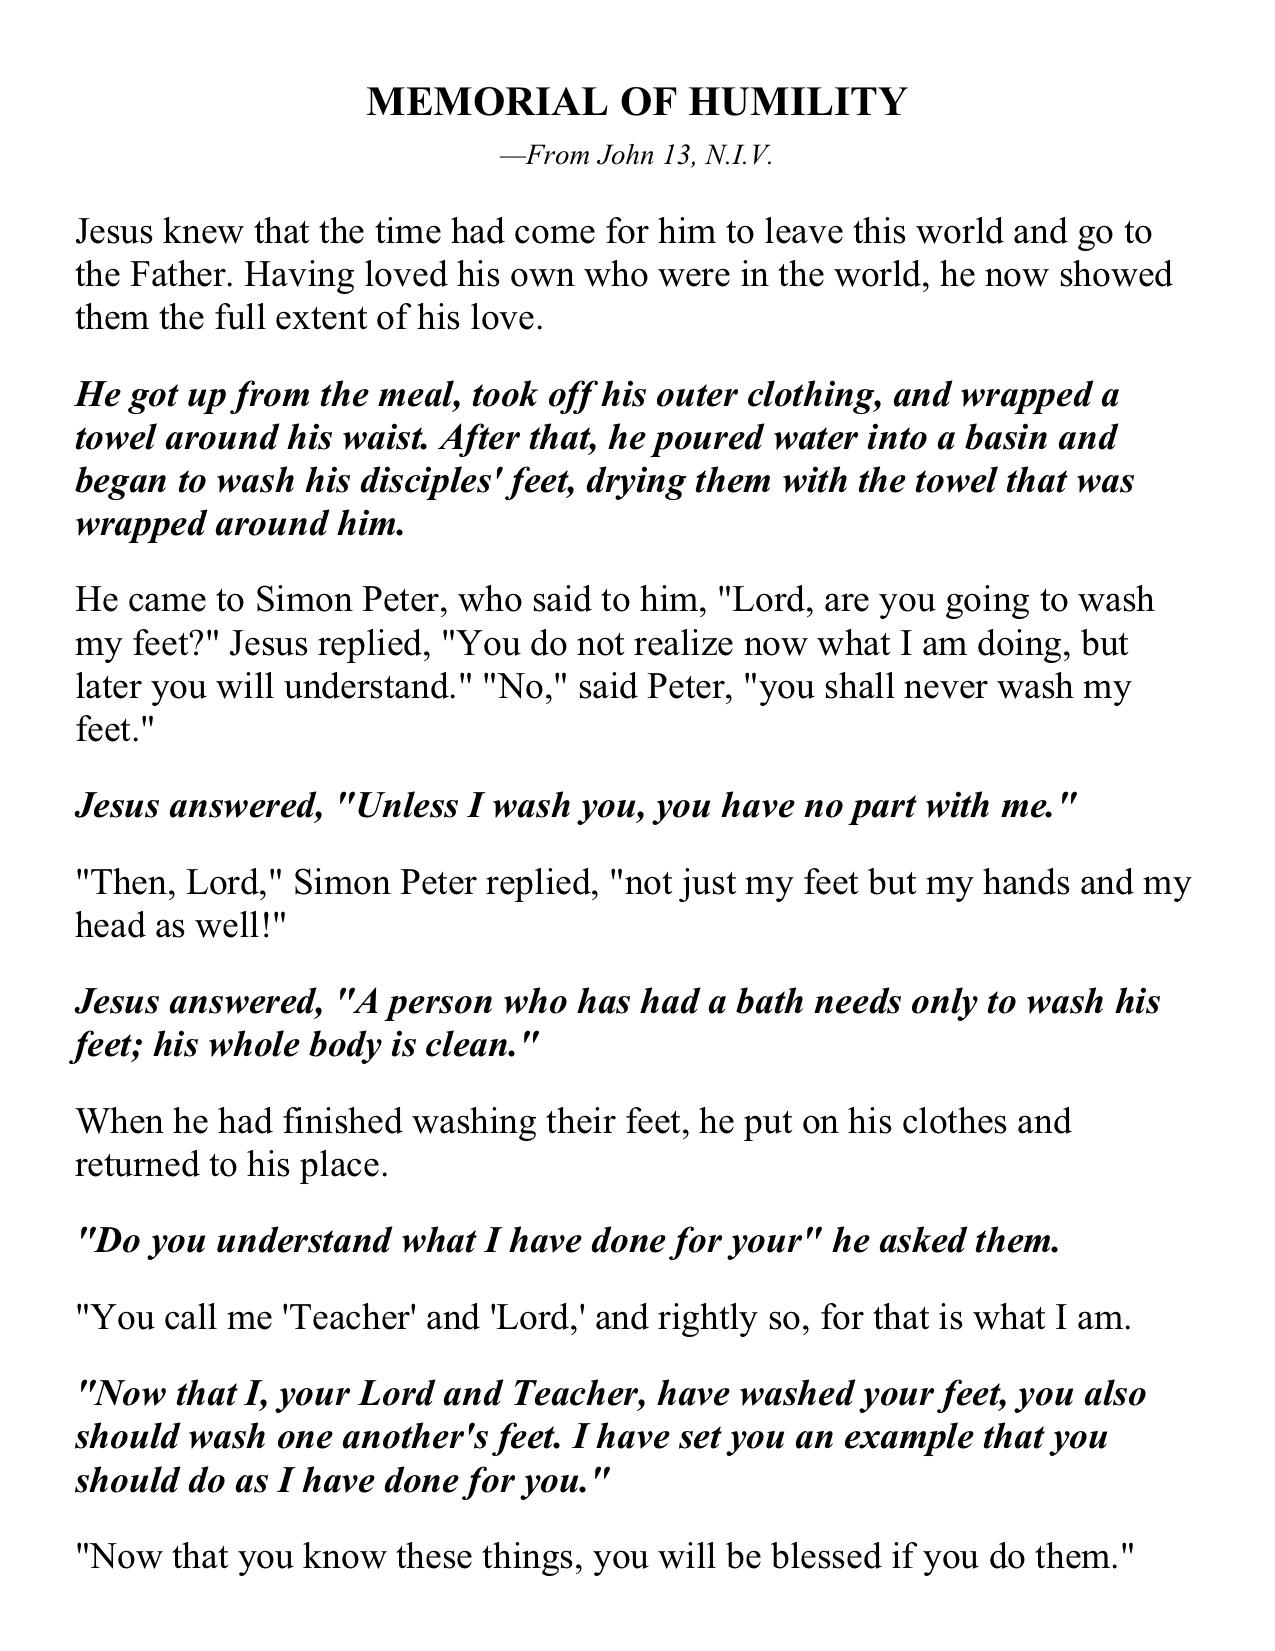 MEMORIAL OF HUMILITY
—From John 13, N.I.V.
Jesus knew that the time had come for him to leave this world and go to
the Father. Having loved his own who were in the world, he now showed
them the full extent of his love.
He got up from the meal, took off his outer clothing, and wrapped a
towel around his waist. After that, he poured water into a basin and
began to wash his disciples' feet, drying them with the towel that was
wrapped around him.
He came to Simon Peter, who said to him, "Lord, are you going to wash
my feet?" Jesus replied, "You do not realize now what I am doing, but
later you will understand." "No," said Peter, "you shall never wash my
feet."
Jesus answered, "Unless I wash you, you have no part with me."
"Then, Lord," Simon Peter replied, "not just my feet but my hands and my
head as well!"
Jesus answered, "A person who has had a bath needs only to wash his
feet; his whole body is clean."
When he had finished washing their feet, he put on his clothes and
returned to his place.
"Do you understand what I have done for your" he asked them.
"You call me 'Teacher' and 'Lord,' and rightly so, for that is what I am.
"Now that I, your Lord and Teacher, have washed your feet, you also
should wash one another's feet. I have set you an example that you
should do as I have done for you."
"Now that you know these things, you will be blessed if you do them."